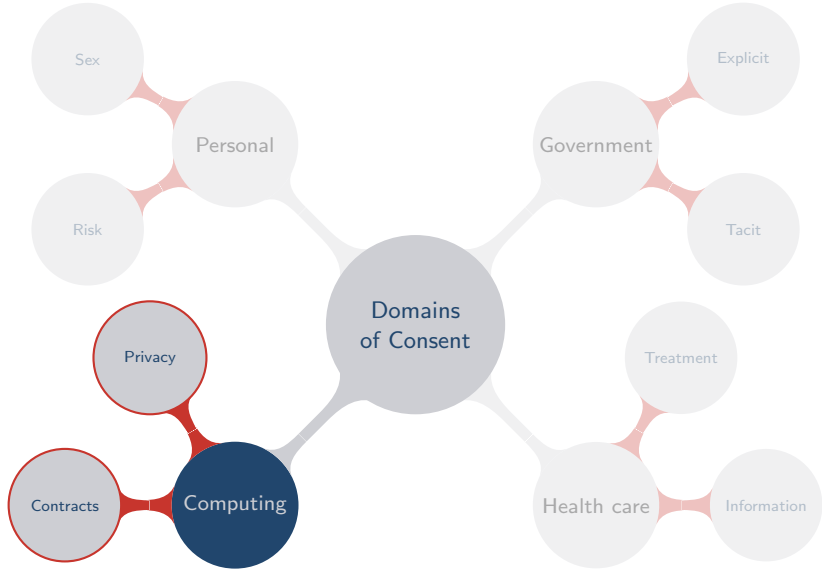 Sex
Explicit
Personal
Government
Risk
Tacit
Domains
of Consent
Privacy
Treatment
Contracts
Computing
Health care
Information